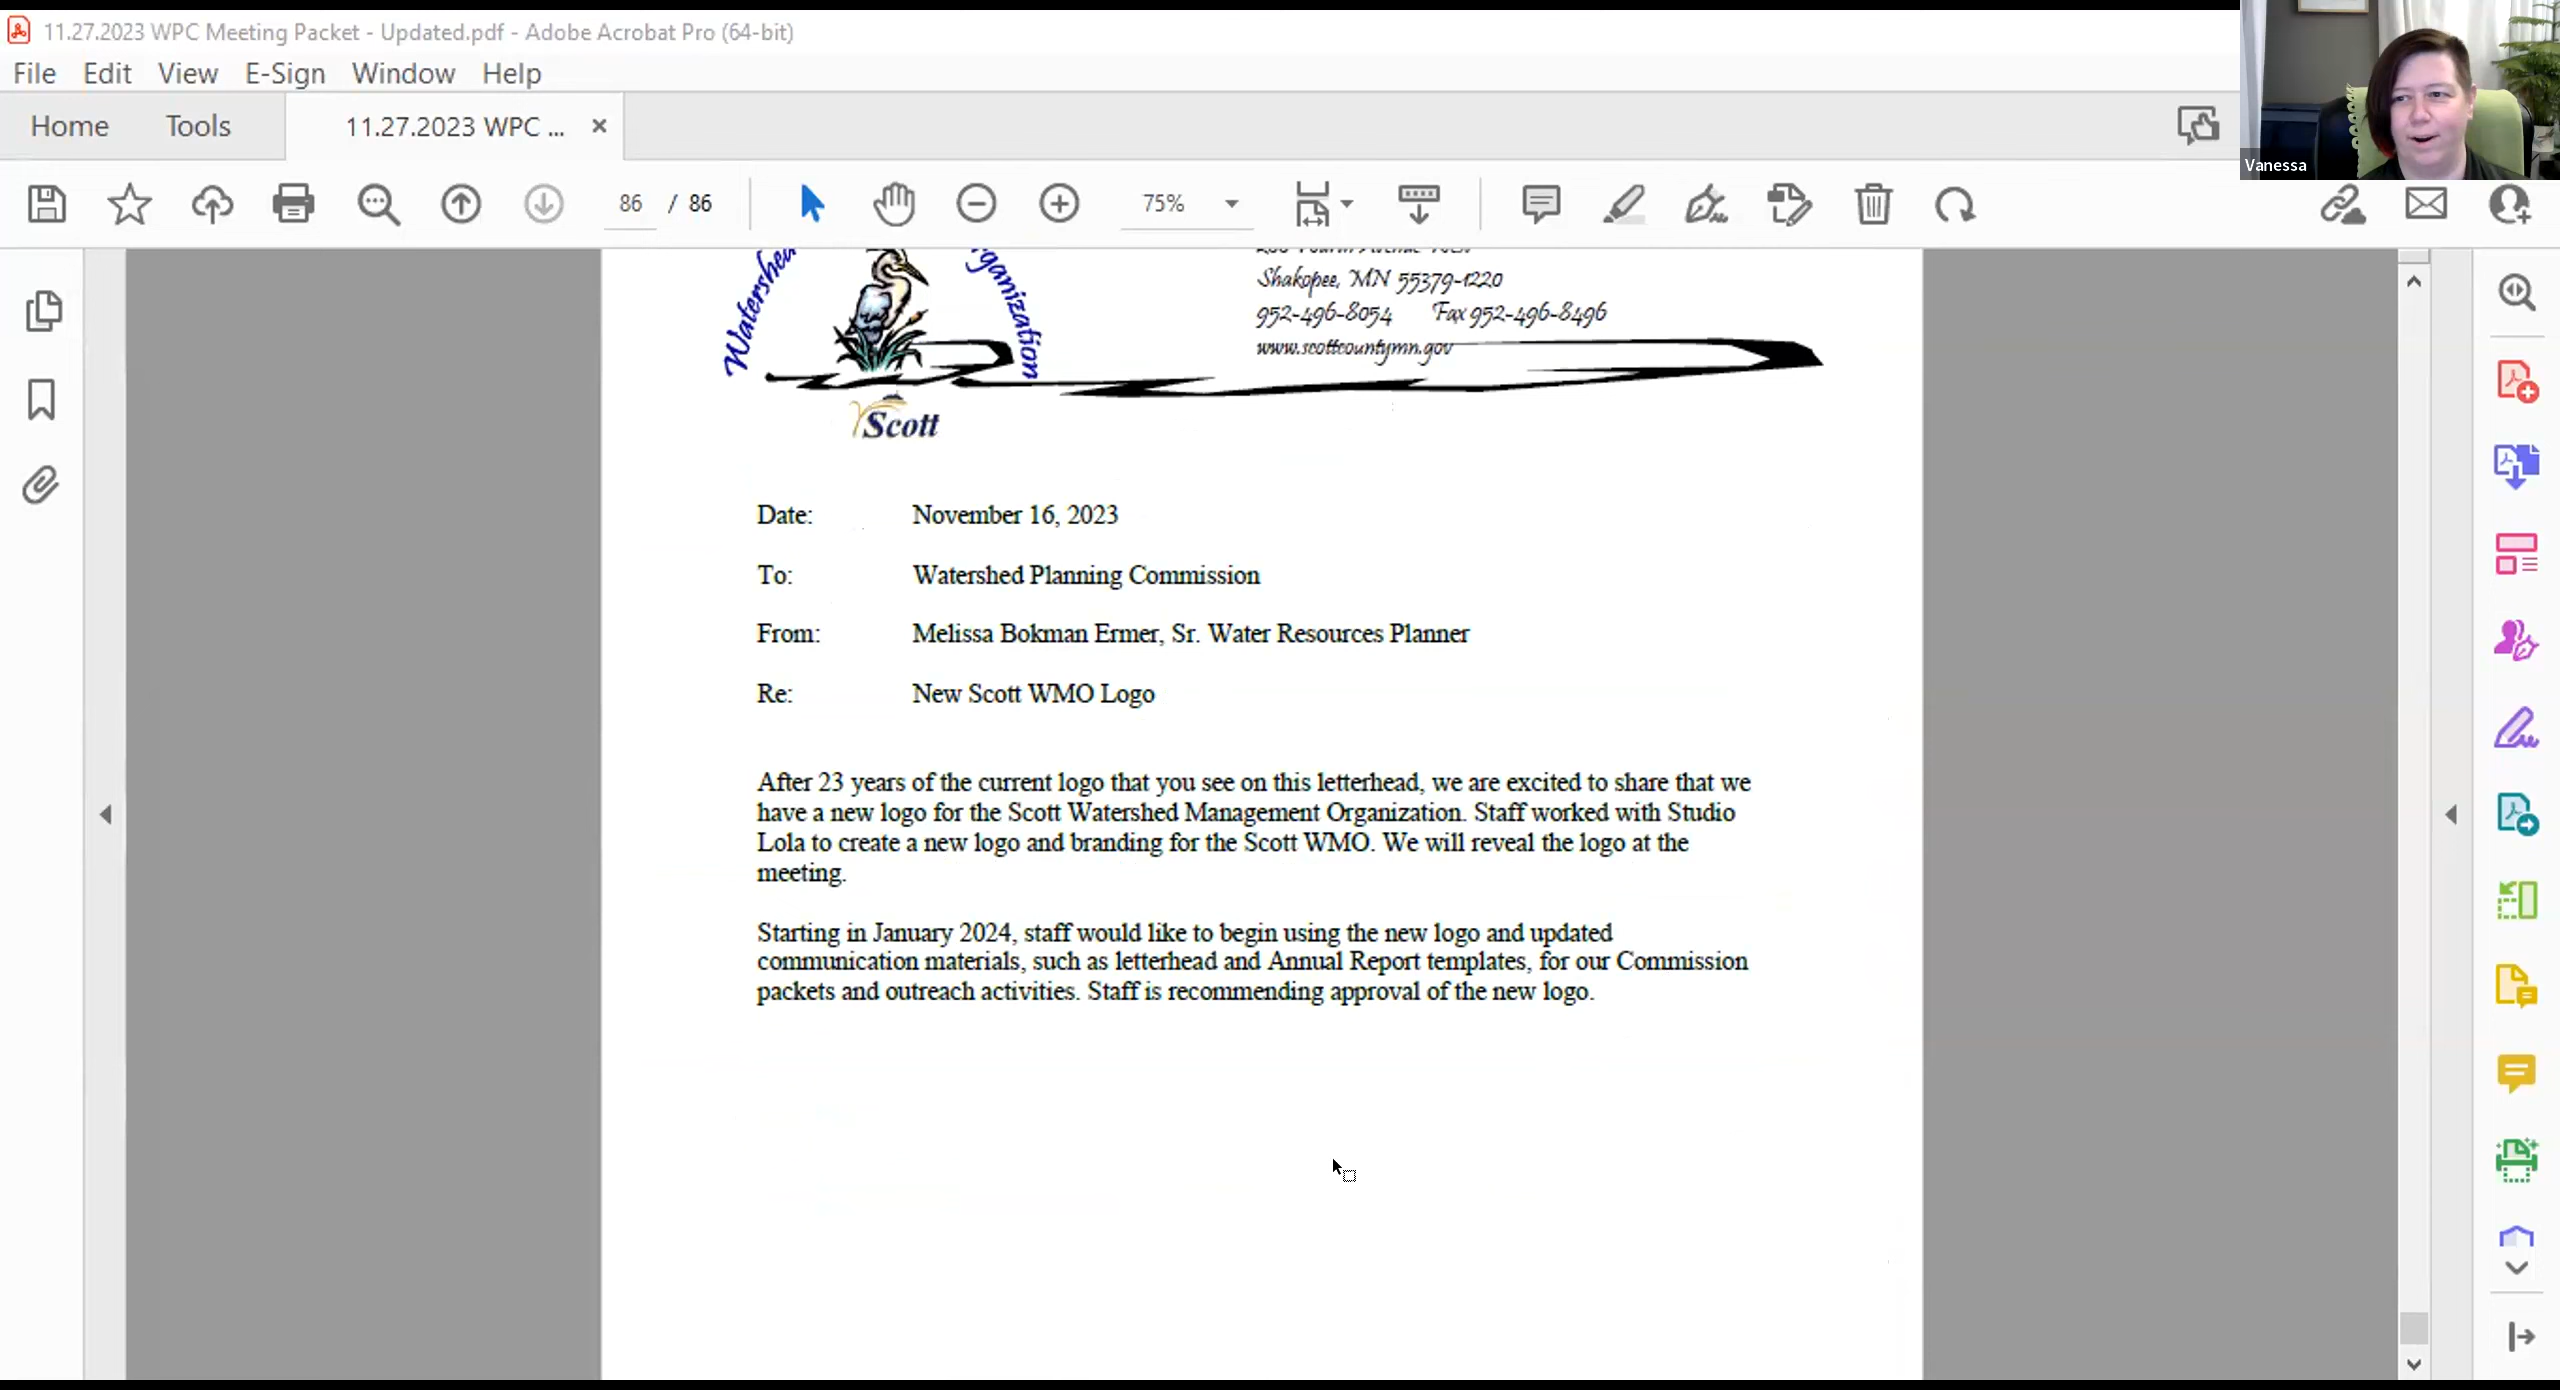 11.27.2023 WPC Meeting Packet - Updated.pdf - Adobe Acrobat Pro (64-bit)
File Edit View E-Sign Window Help
Home Tools 11.27.2023 WPC ...
Vanessa
86 / 86 75%
Watershed
Organization
Shakopee, MN 55379-1220
952-496-8054 Fax 952-496-8496
www.scottcountymn.gov
Scott
Date: November 16, 2023
To: Watershed Planning Commission
From: Melissa Bokman Ermer, Sr. Water Resources Planner
Re: New Scott WMO Logo
After 23 years of the current logo that you see on this letterhead, we are excited to share that we
have a new logo for the Scott Watershed Management Organization. Staff worked with Studio
Lola to create a new logo and branding for the Scott WMO. We will reveal the logo at the
meeting.
Starting in January 2024, staff would like to begin using the new logo and updated
communication materials, such as letterhead and Annual Report templates, for our Commission
packets and outreach activities. Staff is recommending approval of the new logo.